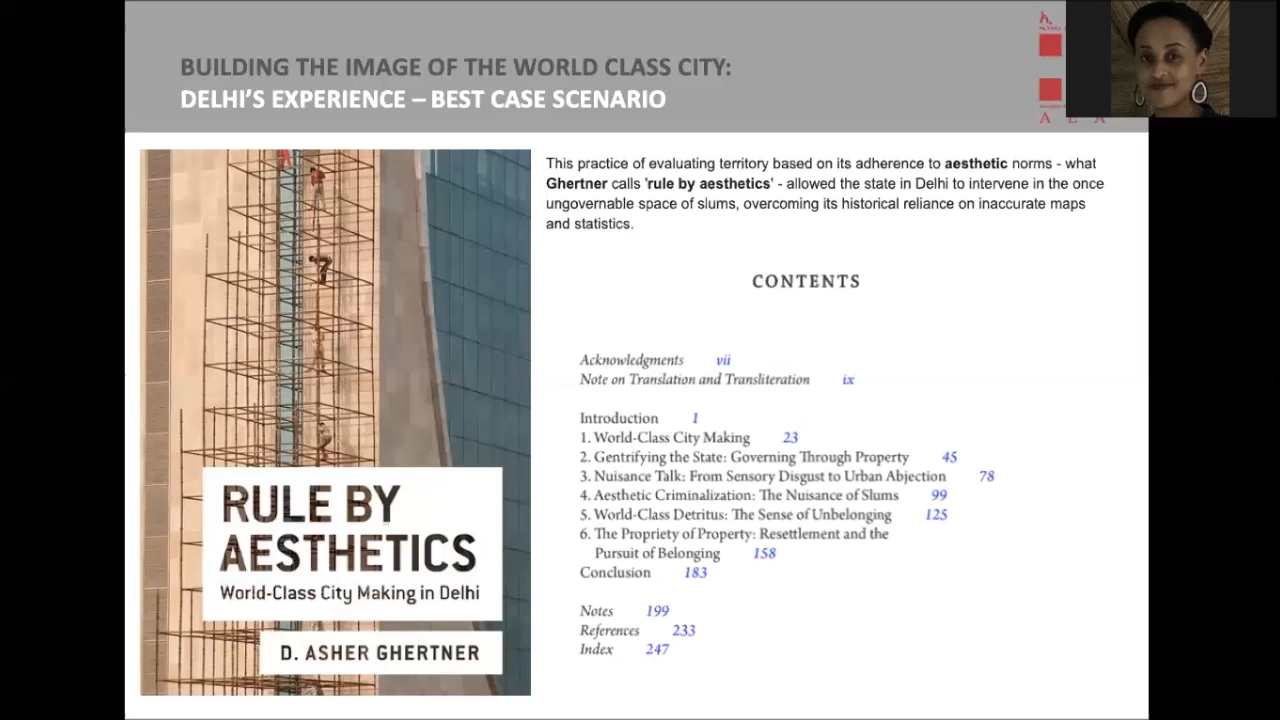 BUILDING THE IMAGE OF THE WORLD CLASS CITY:
DELHI'S EXPERIENCE – BEST CASE SCENARIO
A E A
This practice of evaluating territory based on its adherence to aesthetic norms - what
Ghertner calls 'rule by aesthetics' - allowed the state in Delhi to intervene in the once
ungovernable space of slums, overcoming its historical reliance on inaccurate maps
and statistics.
CONTENTS
Acknowledgments vii
Note on Translation and Transliteration ix
Introduction 1
1. World-Class City Making 23
2. Gentrifying the State: Governing Through Property 45
3. Nuisance Talk: From Sensory Disgust to Urban Abjection 78
4. Aesthetic Criminalization: The Nuisance of Slums 99
5. World-Class Detritus: The Sense of Unbelonging 125
6. The Propriety of Property: Resettlement and the
Pursuit of Belonging 158
Conclusion 183
Notes 199
References 233
Index 247
RULE BY
AESTHETICS
World-Class City Making in Delhi
D. ASHER GHERTNER